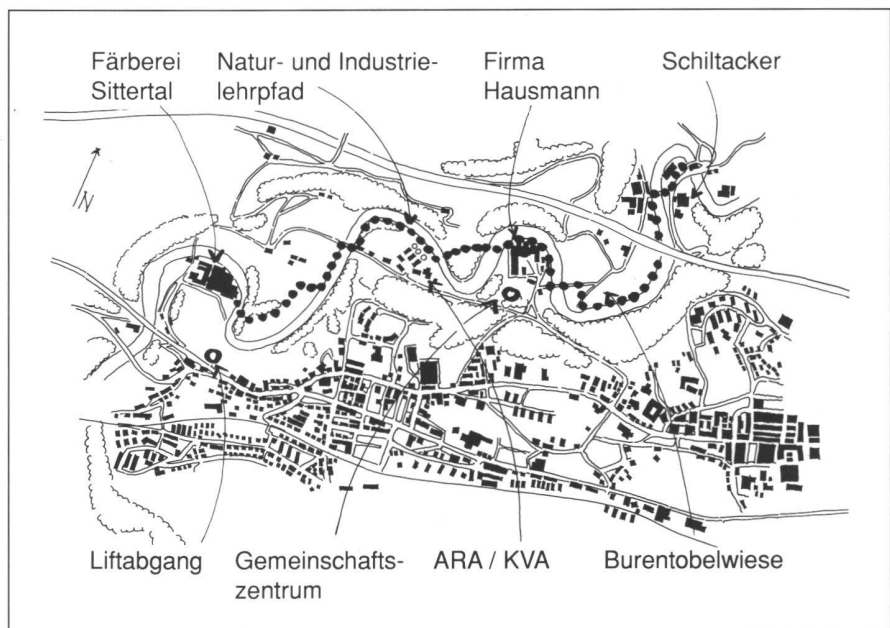 Färberei
Sittertal
Natur- und Industrie-
lehrpfad
Firma
Hausmann
Schiltacker
N
Liftabgang
Gemeinschafts-
zentrum
ARA / KVA
Burentobelwiese